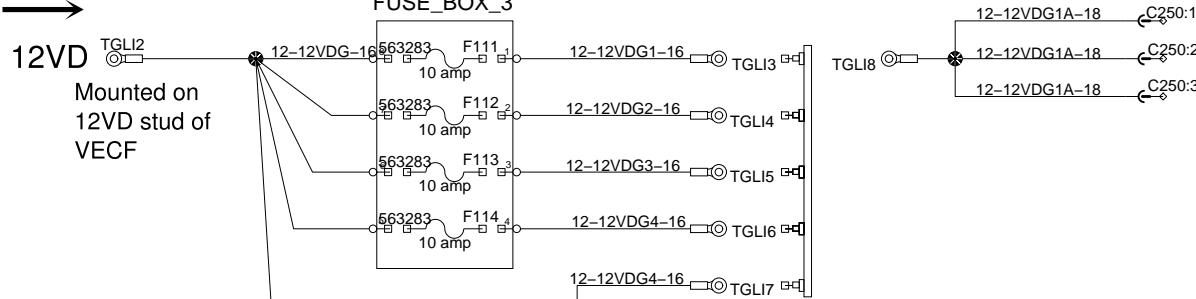 FUSE_BOX_3
12VD TGLI2
Mounted on
12VD stud of
VECF
12–12VDG–16
563283 F111 1
10 amp
563283 F112 2
10 amp
563283 F113 3
10 amp
563283 F114 4
10 amp
12–12VDG1–16 TGLI3
12–12VDG2–16 TGLI4
12–12VDG3–16 TGLI5
12–12VDG4–16 TGLI6
12–12VDG4–16 TGLI7
TGLI8
12–12VDG1A–18 C250:1
12–12VDG1A–18 C250:2
12–12VDG1A–18 C250:3